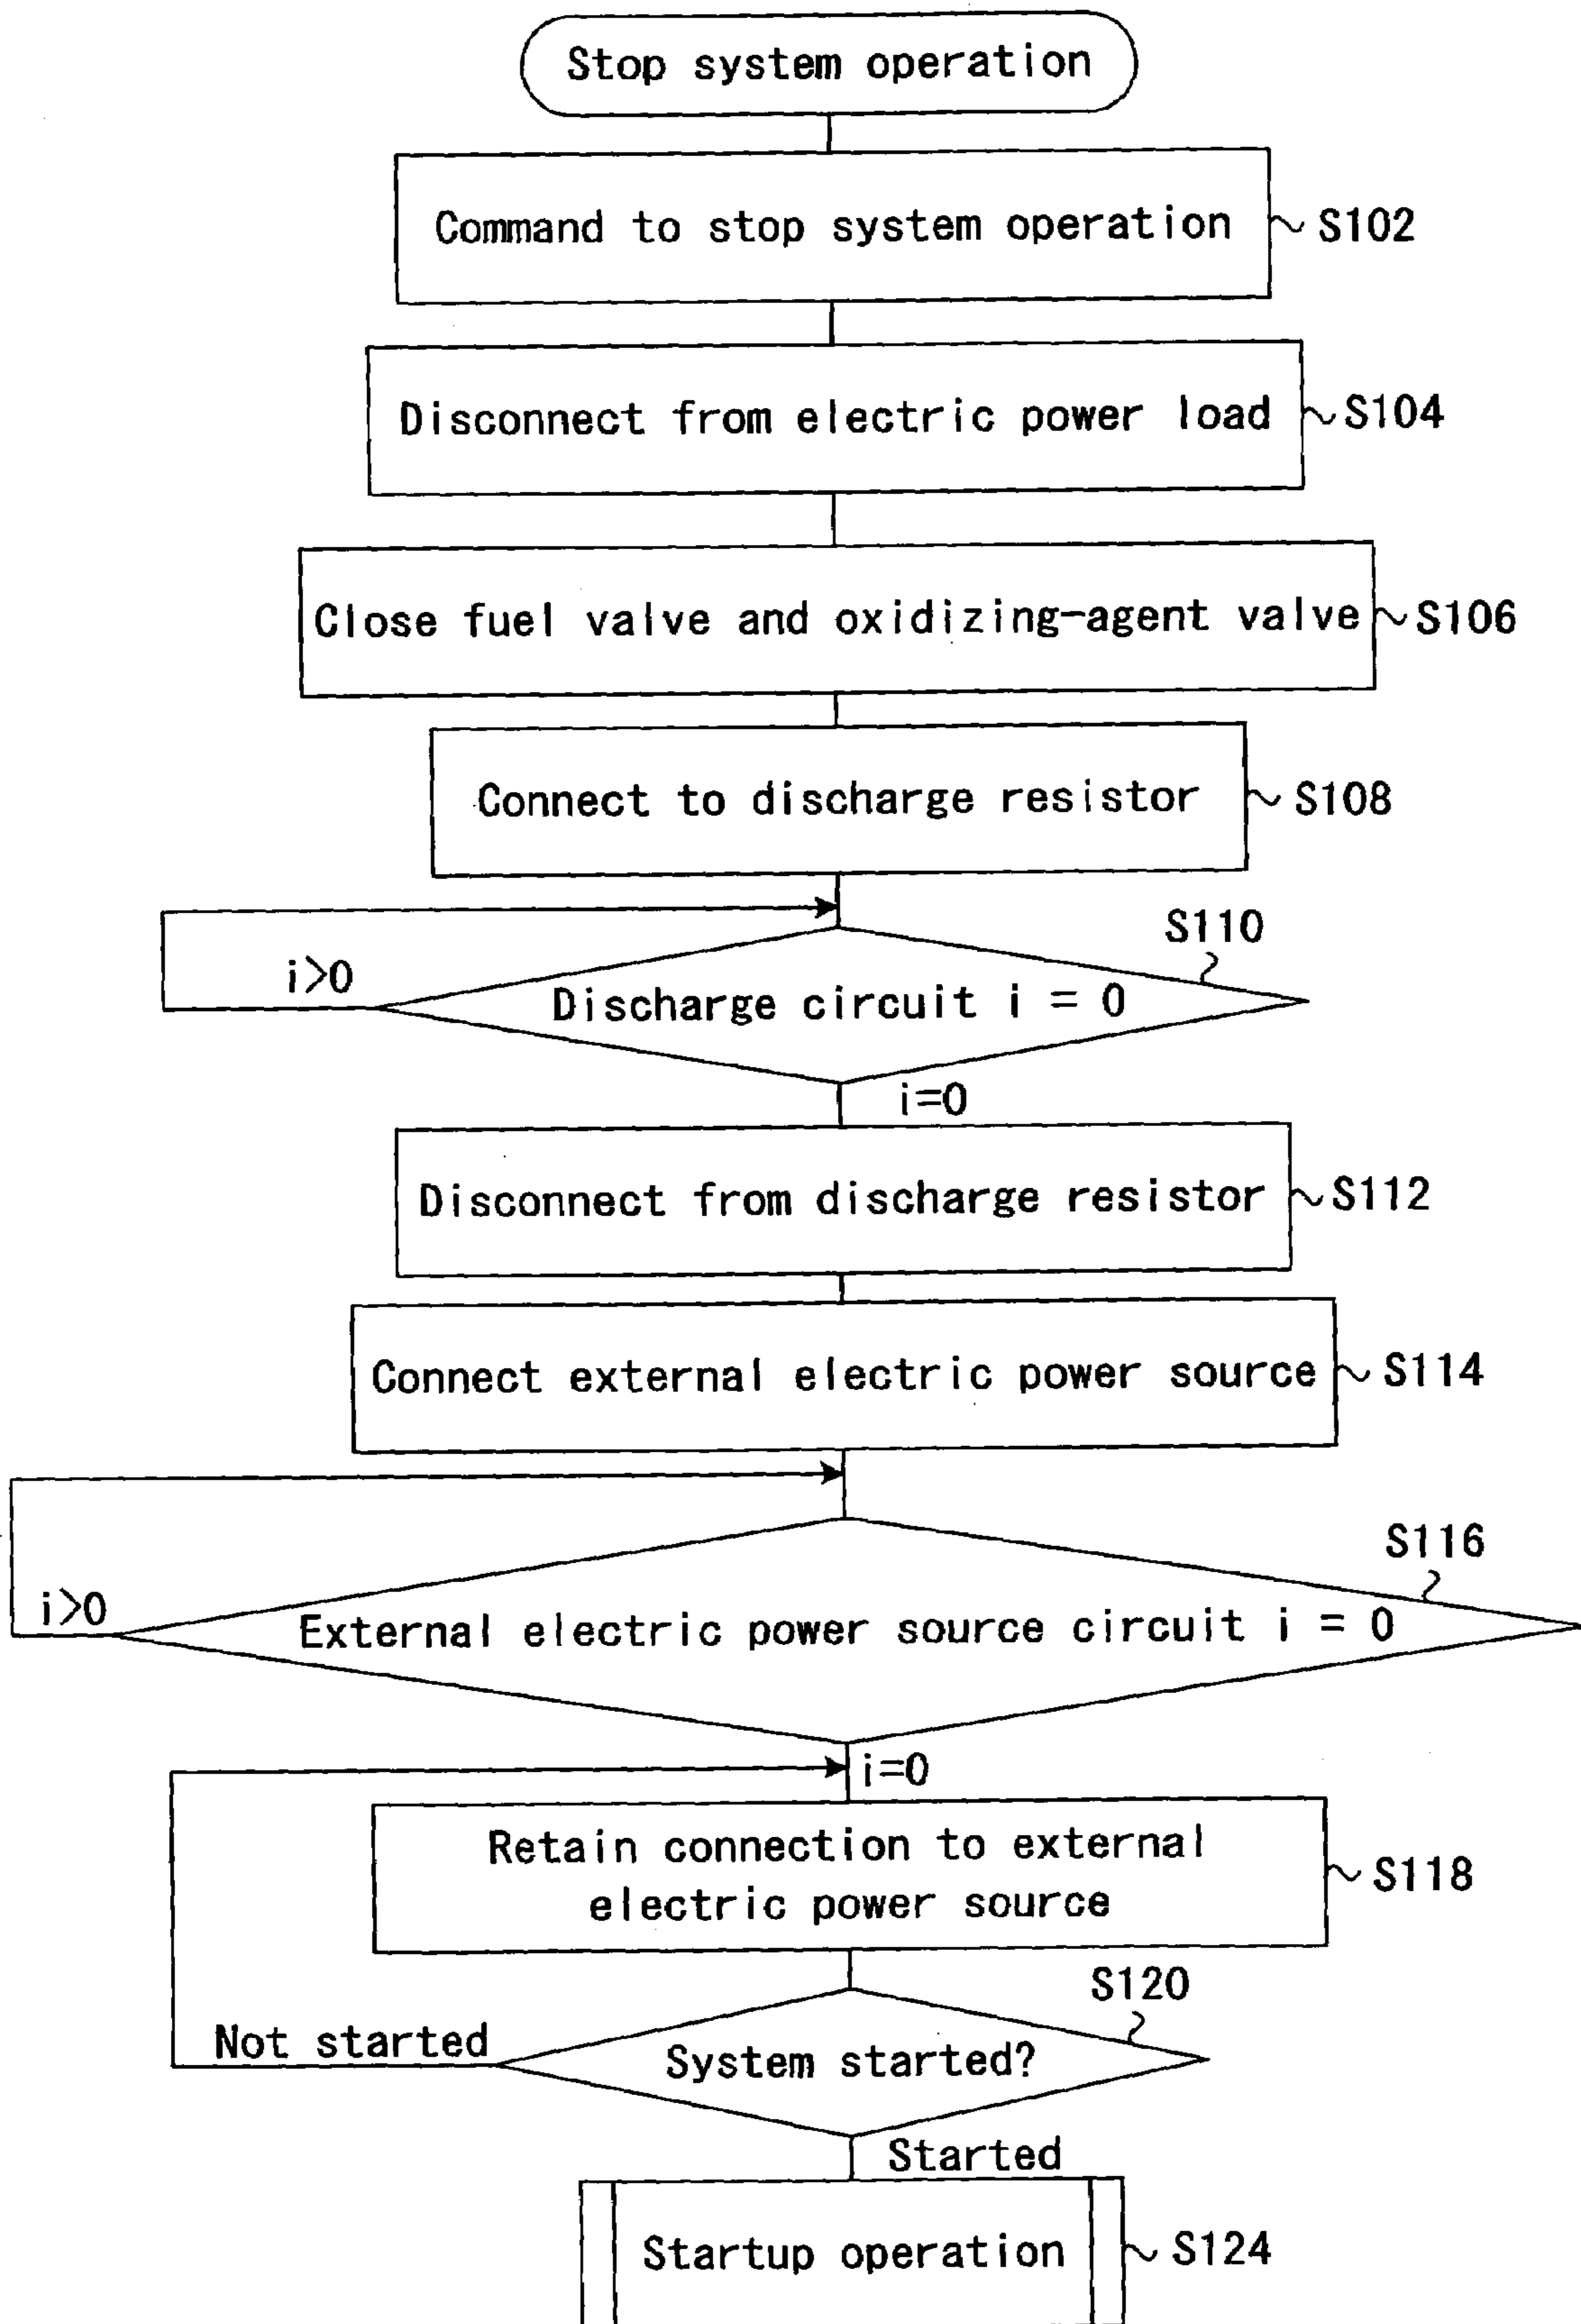 Stop system operation
Command to stop system operation
S102
Disconnect from electric power load
S104
Close fuel valve and oxidizing-agent valve
S106
Connect to discharge resistor
S108
S110
i>0
Discharge circuit i = 0
i=0
Disconnect from discharge resistor
S112
Connect external electric power source
S114
S116
i>0
External electric power source circuit i = 0
i=0
Retain connection to external
electric power source
S118
S120
Not started
System started?
Started
Startup operation
S124